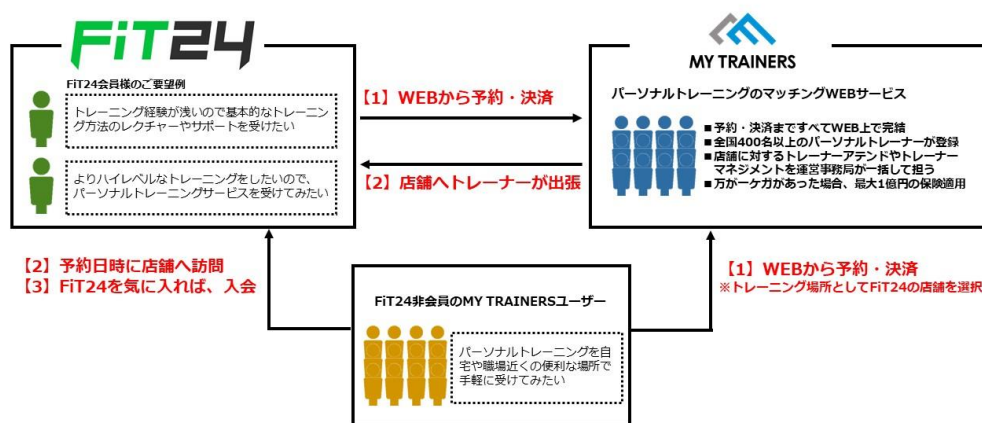 FiT24
FiT24会員様のご要望例
トレーニング経験が浅いので基本的なトレーニ
ング方法のレクチャーやサポートを受けたい
よりハイレベルなトレーニングをしたいので、
パーソナルトレーニングサービスを受けてみたい
【1】WEBから予約・決済
【2】店舗へトレーナーが出張
MY TRAINERS
パーソナルトレーニングのマッチングWEBサービス
■予約・決済まですべてWEB上で完結
■全国400名以上のパーソナルトレーナーが登録
■店舗に対するトレーナーアテンドやトレーナー
マネジメントを運営事務局が一括して担う
■万が一ケガがあった場合、最大1億円の保険適用
【2】予約日時に店舗へ訪問
【3】FiT24を気に入れば、入会
FiT24非会員のMY TRAINERSユーザー
パーソナルトレーニングを自
宅や職場近くの便利な場所で
手軽に受けてみたい
【1】WEBから予約・決済
※トレーニング場所としてFiT24の店舗を選択